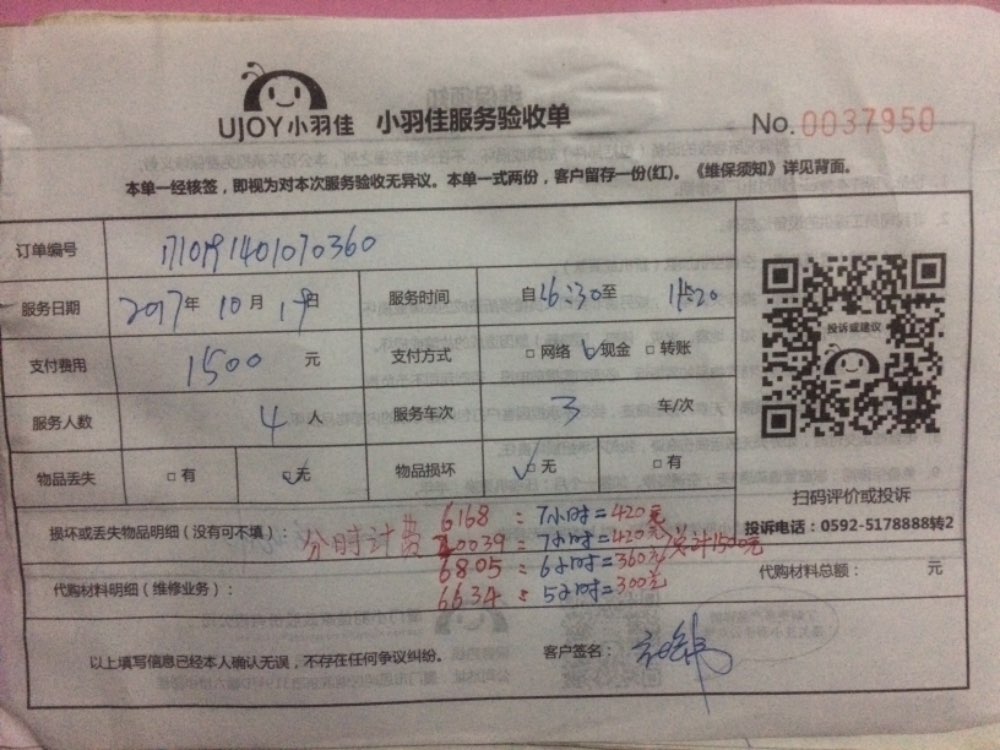 UJOY小羽佳 小羽佳服务验收单 No.0037950
本单一经核签，即视为对本次服务验收无异议。本单一式两份，客户留存一份(红)。《维保须知》详见背面。
订单编号 1710191401070360
服务日期 2017年 10月 19日 服务时间 自16:30至
支付费用 1500 元 支付方式 □网络 □现金 □转账
投诉或建议
服务人数 4 人 服务车次 3 车/次
物品丢失 □有 □无 物品损坏 □无 □有
扫码评价或投诉
投诉电话：0592-5178888转2
损坏或丢失物品明细（没有可不填）：
分时计费 6168：7小时=420元
10039：7小时=420元 总计1500元
6805：6小时=360元
6634：5小时=300元
代购材料明细（维修业务）： 代购材料总额： 元
以上填写信息已经本人确认无误，不存在任何争议纠纷。 客户签名：